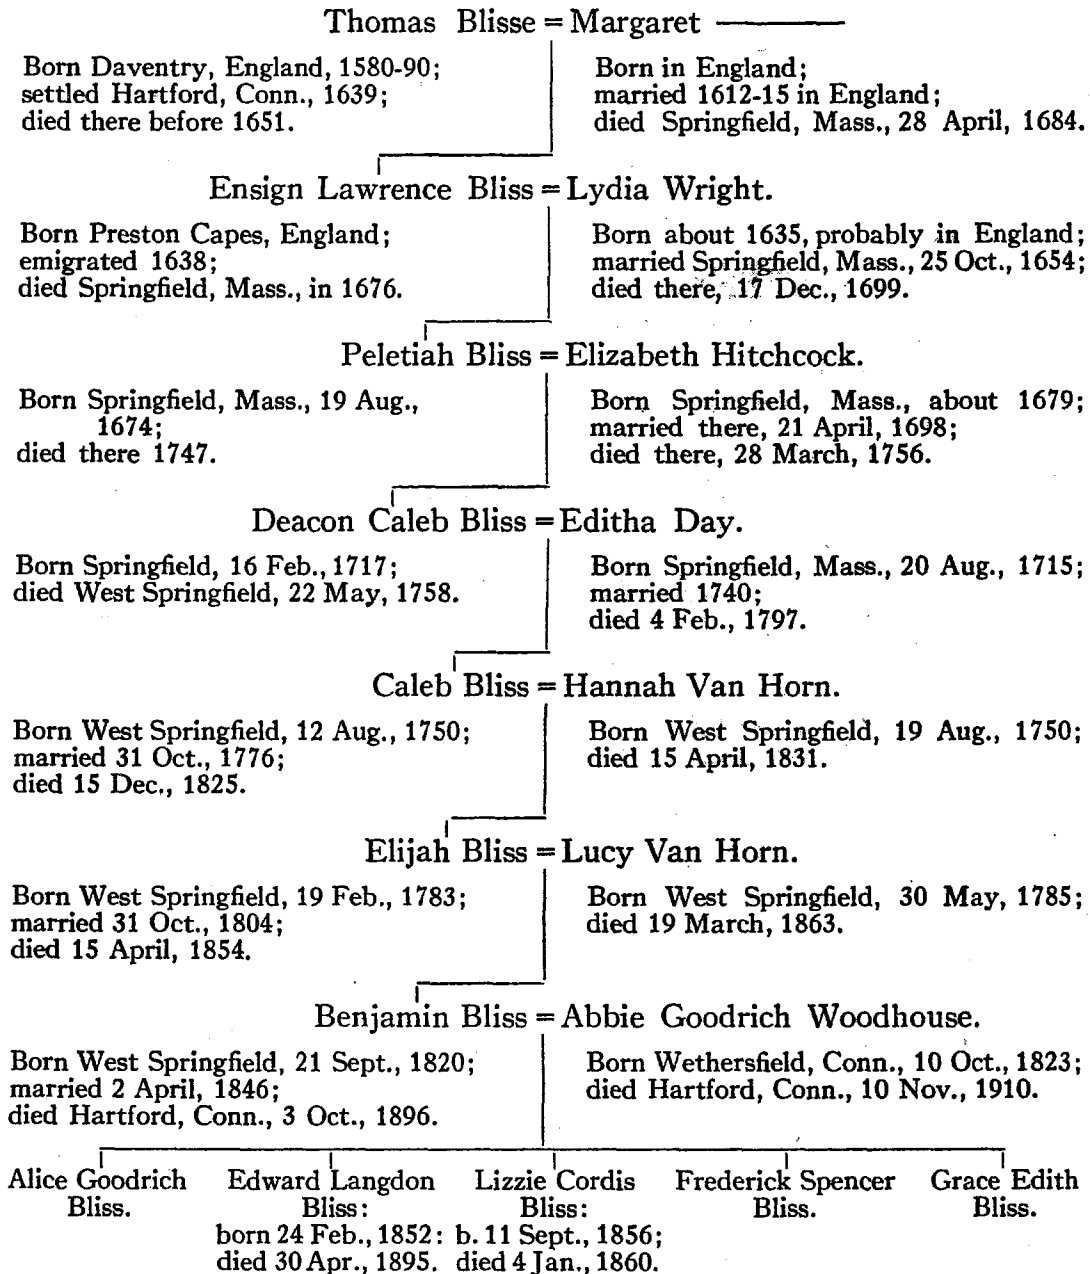 Thomas Blisse = Margaret ———
Born Daventry, England, 1580-90;
settled Hartford, Conn., 1639;
died there before 1651.
Born in England;
married 1612-15 in England;
died Springfield, Mass., 28 April, 1684.
Ensign Lawrence Bliss = Lydia Wright.
Born Preston Capes, England;
emigrated 1638;
died Springfield, Mass., in 1676.
Born about 1635, probably in England;
married Springfield, Mass., 25 Oct., 1654;
died there, 17 Dec., 1699.
Peletiah Bliss = Elizabeth Hitchcock.
Born Springfield, Mass., 19 Aug.,
1674;
died there 1747.
Born Springfield, Mass., about 1679;
married there, 21 April, 1698;
died there, 28 March, 1756.
Deacon Caleb Bliss = Editha Day.
Born Springfield, 16 Feb., 1717;
died West Springfield, 22 May, 1758.
Born Springfield, Mass., 20 Aug., 1715;
married 1740;
died 4 Feb., 1797.
Caleb Bliss = Hannah Van Horn.
Born West Springfield, 12 Aug., 1750;
married 31 Oct., 1776;
died 15 Dec., 1825.
Born West Springfield, 19 Aug., 1750;
died 15 April, 1831.
Elijah Bliss = Lucy Van Horn.
Born West Springfield, 19 Feb., 1783;
married 31 Oct., 1804;
died 15 April, 1854.
Born West Springfield, 30 May, 1785;
died 19 March, 1863.
Benjamin Bliss = Abbie Goodrich Woodhouse.
Born West Springfield, 21 Sept., 1820;
married 2 April, 1846;
died Hartford, Conn., 3 Oct., 1896.
Born Wethersfield, Conn., 10 Oct., 1823;
died Hartford, Conn., 10 Nov., 1910.
Alice Goodrich
Bliss.
Edward Langdon
Bliss:
born 24 Feb., 1852:
died 30 Apr., 1895.
Lizzie Cordis
Bliss:
b. 11 Sept., 1856;
died 4 Jan., 1860.
Frederick Spencer
Bliss.
Grace Edith
Bliss.